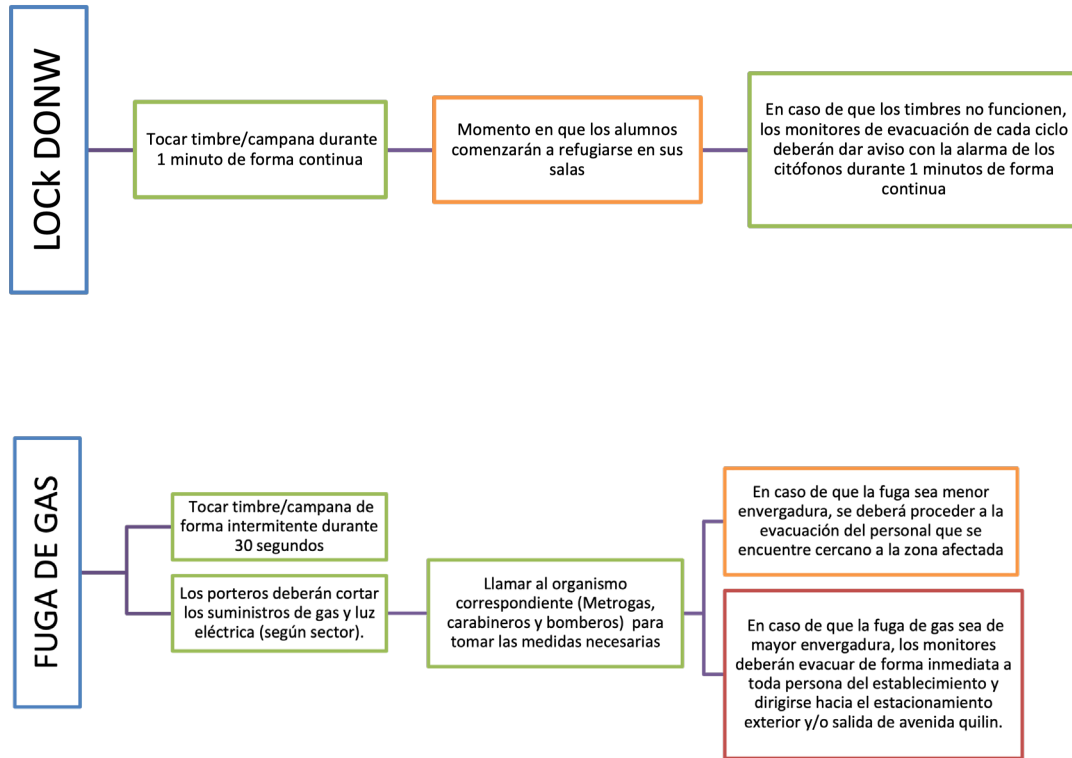 LOCk DONW
Tocar timbre/campana durante
1 minuto de forma continua
Momento en que los alumnos
comenzarán a refugiarse en sus
salas
En caso de que los timbres no funcionen,
los monitores de evacuación de cada ciclo
deberán dar aviso con la alarma de los
citófonos durante 1 minutos de forma
continua
FUGA DE GAS
Tocar timbre/campana de
forma intermitente durante
30 segundos
Los porteros deberán cortar
los suministros de gas y luz
eléctrica (según sector).
Llamar al organismo
correspondiente (Metrogas,
carabineros y bomberos) para
tomar las medidas necesarias
En caso de que la fuga sea menor
envergadura, se deberá proceder a la
evacuación del personal que se
encuentre cercano a la zona afectada
En caso de que la fuga de gas sea de
mayor envergadura, los monitores
deberán evacuar de forma inmediata a
toda persona del establecimiento y
dirigirse hacia el estacionamiento
exterior y/o salida de avenida quilin.